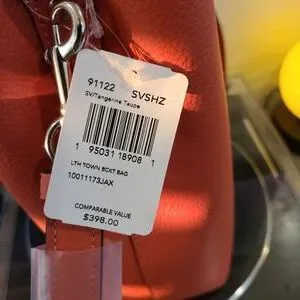 91122 SVSHZ
SV/Tangerine Taupe
1 95031 18908 1
LTH TOWN BCKT BAG
10011173JAX
COMPARABLE VALUE
$398.00